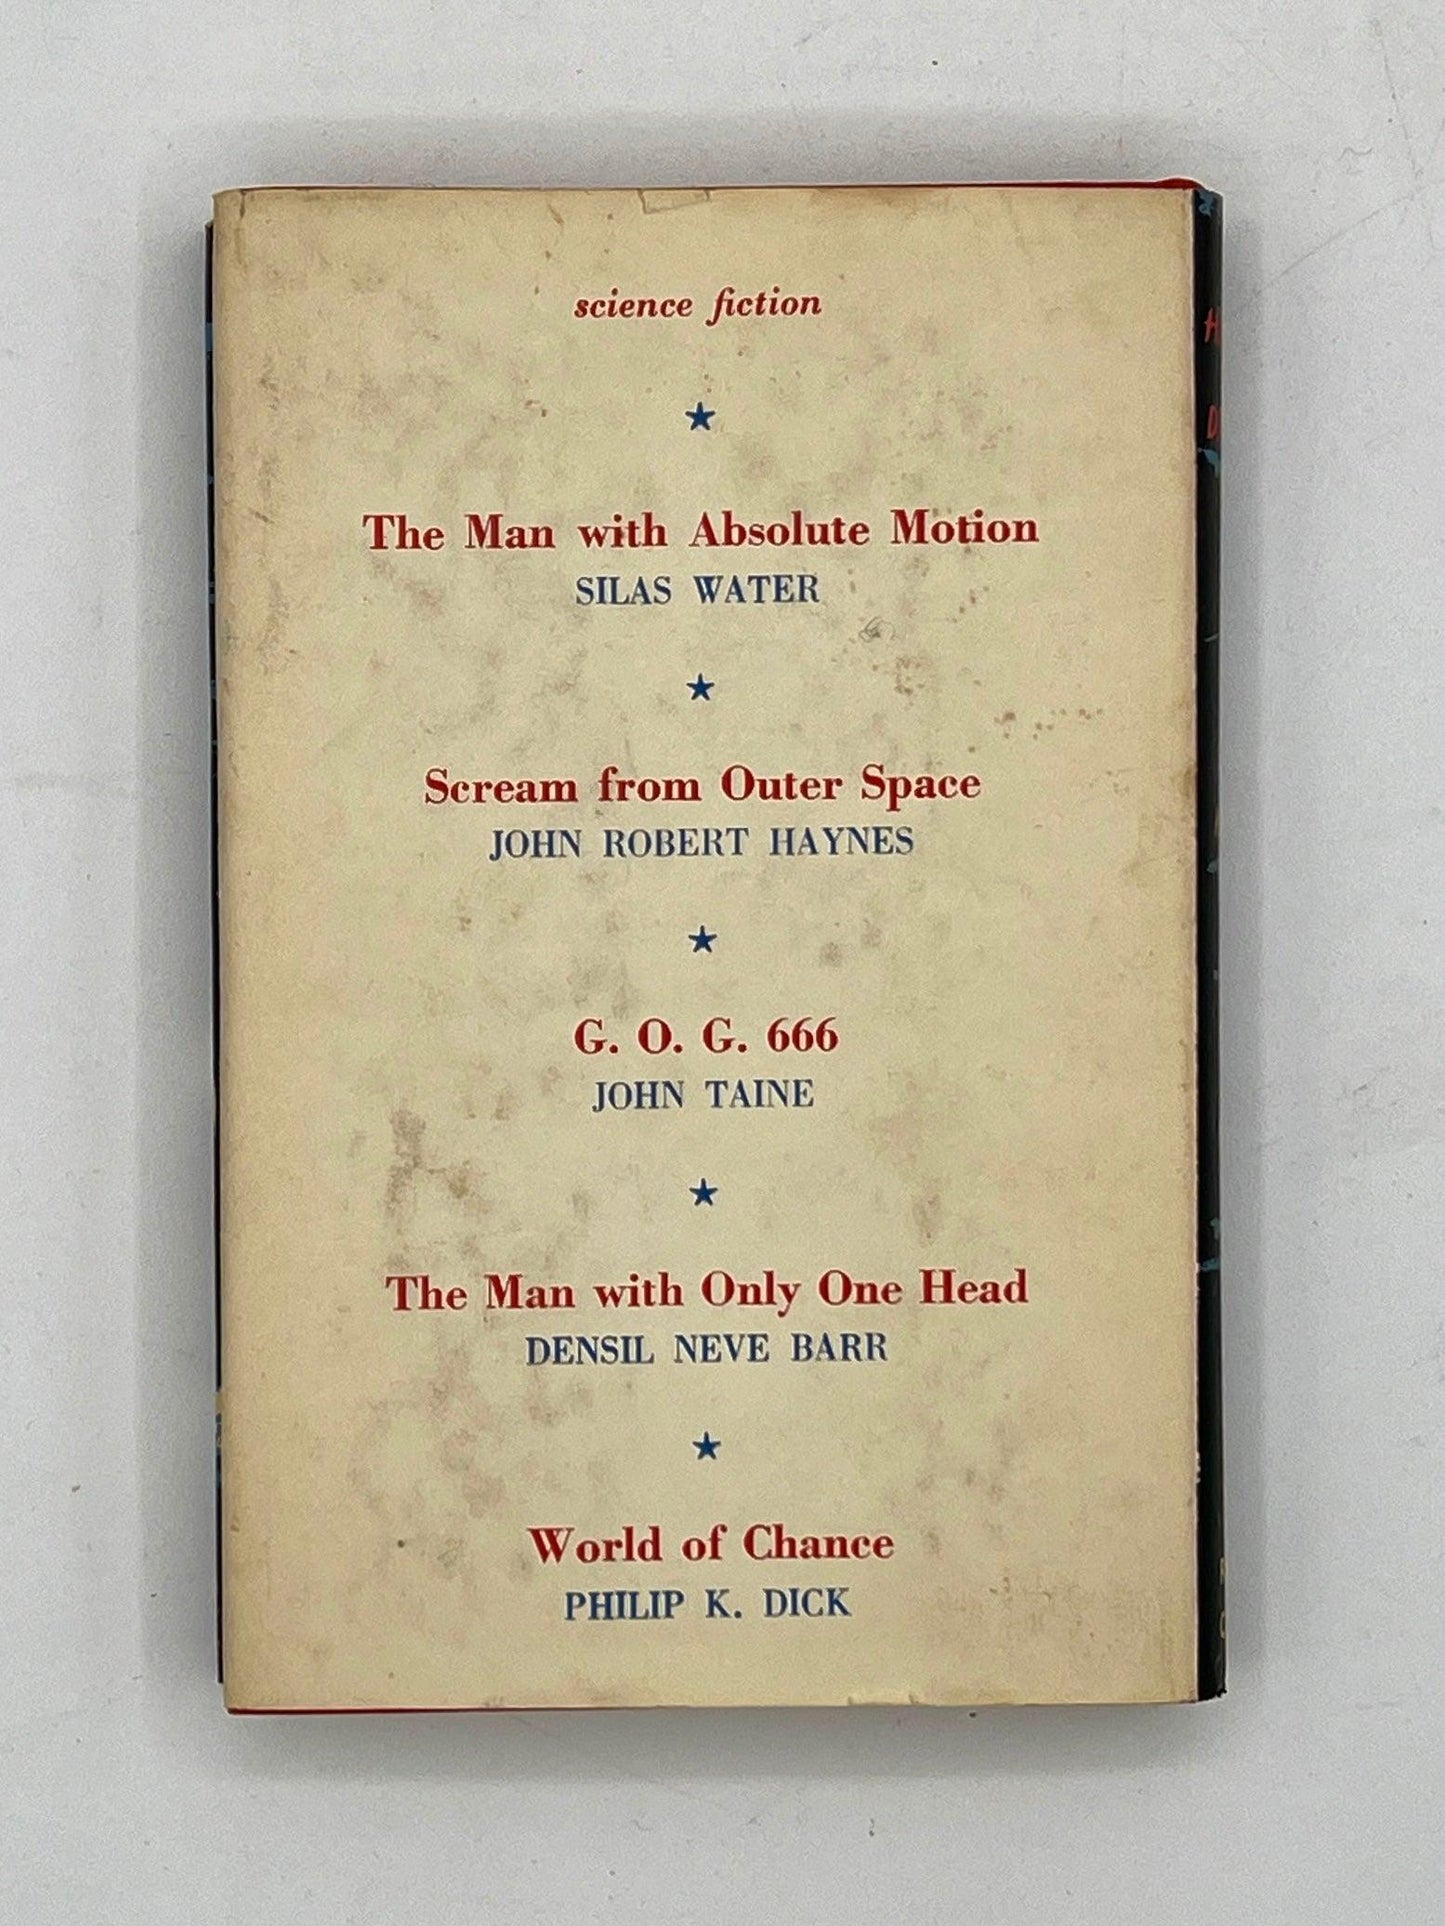 science fiction
The Man with Absolute Motion
SILAS WATER
Scream from Outer Space
JOHN ROBERT HAYNES
G. O. G. 666
JOHN TAINE
The Man with Only One Head
DENSIL NEVE BARR
World of Chance
PHILIP K. DICK